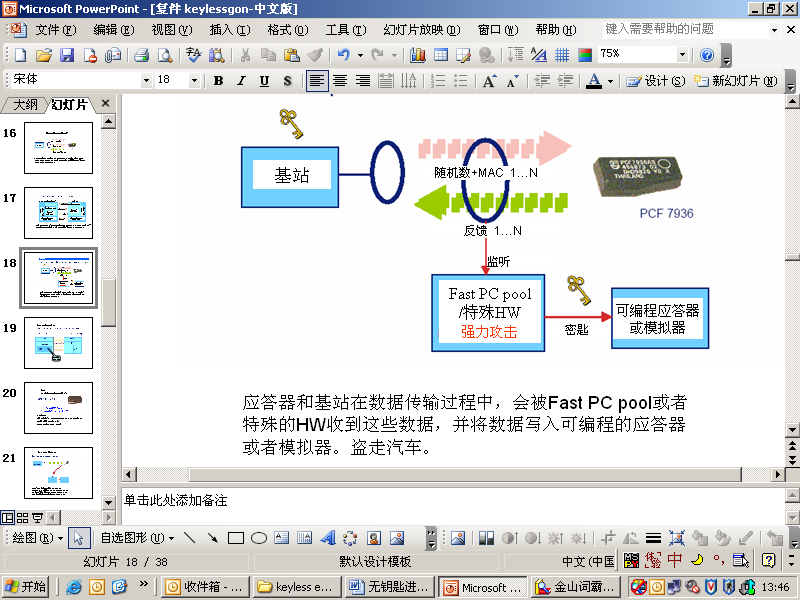 Microsoft PowerPoint - [复件 keylessgon-中文版]
文件(F) 编辑(E) 视图(V) 插入(I) 格式(O) 工具(T) 幻灯片放映(D) 窗口(W) 帮助(H) 键入需要帮助的问题
75%
宋体 18 B I U S A A A 设计(S) 新幻灯片(N)
大纲 幻灯片
16
17
18
19
20
21
基站
随机数+MAC 1...N
反馈 1...N
PCF7936AS
THAILAND
PCF 7936
监听
Fast PC pool
/特殊HW
强力攻击
密匙
可编程应答器
或模拟器
应答器和基站在数据传输过程中，会被Fast PC pool或者
特殊的HW收到这些数据，并将数据写入可编程的应答器
或者模拟器。盗走汽车。
单击此处添加备注
绘图(R) 自选图形(U)
幻灯片 18 / 38 默认设计模板 中文(中国 中
开始 收件箱 - ... keyless e... 无钥匙进... Microsoft ... 金山词霸... 13:46